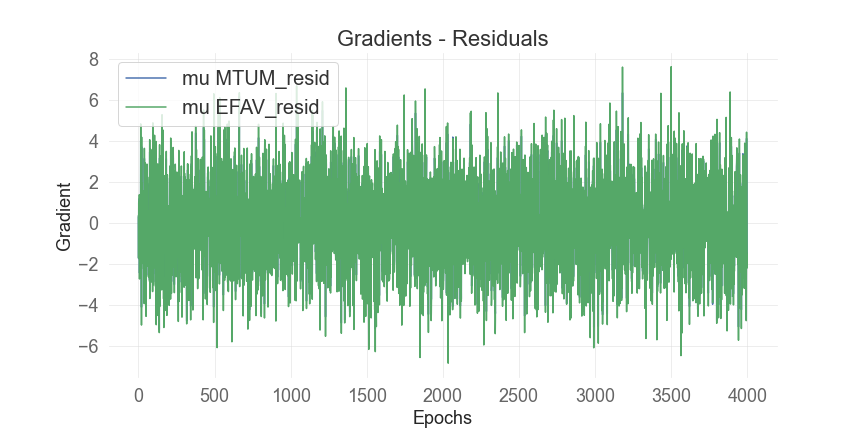 Gradients - Residuals
mu MTUM_resid
mu EFAV_resid
8
6
4
2
0
−2
−4
−6
Gradient
0 500 1000 1500 2000 2500 3000 3500 4000
Epochs